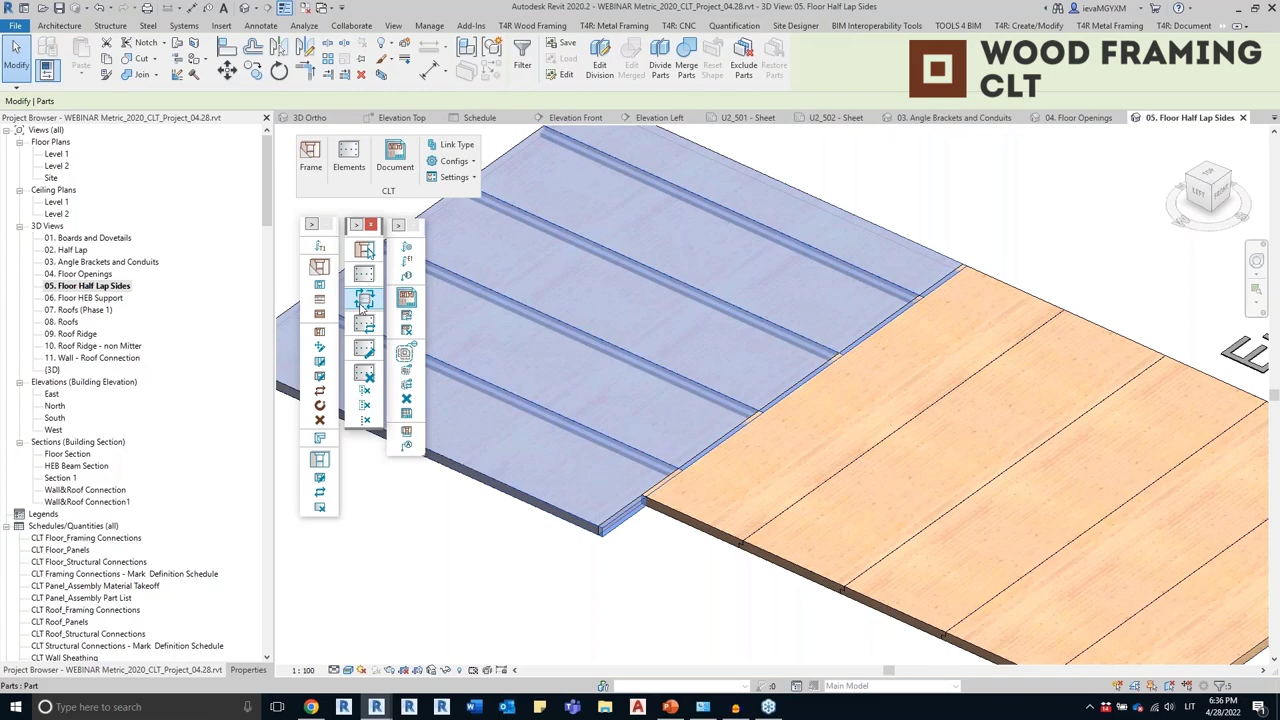 Autodesk Revit 2020.2 - WEBINAR Metric_2020_CLT_Project_04.28.rvt - 3D View: 05. Floor Half Lap Sides
ievaMGYXM
File Architecture Structure Steel Systems Insert Annotate Analyze Massing & Site Collaborate View Manage Add-Ins T4R Wood Framing T4R: Metal Framing T4R: CNC Quantification Site Designer BIM Interoperability Tools TOOLS 4 BIM T4R: Create/Modify T4R Metal Framing T4R: Document
Modify
Paste
Notch
Cut
Join
Filter
Save
Load
Edit
Edit Division
Edit Merged
Divide Parts
Merge Parts
Reset Shape
Exclude Parts
Restore Parts
WOOD FRAMING
CLT
Modify | Parts
Project Browser - WEBINAR Metric_2020_CLT_Project_04.28.rvt
3D Ortho
Elevation Top
Schedule
Elevation Front
Elevation Left
U2_501 - Sheet
U2_502 - Sheet
03. Angle Brackets and Conduits
04. Floor Openings
05. Floor Half Lap Sides
Views (all)
Floor Plans
Level 1
Level 2
Site
Ceiling Plans
Level 1
Level 2
3D Views
01. Boards and Dovetails
02. Half Lap
03. Angle Brackets and Conduits
04. Floor Openings
05. Floor Half Lap Sides
06. Floor HEB Support
07. Roofs (Phase 1)
08. Roofs
09. Roof Ridge
10. Roof Ridge - non Mitter
11. Wall - Roof Connection
{3D}
Elevations (Building Elevation)
East
North
South
West
Sections (Building Section)
Floor Section
HEB Beam Section
Section 1
Wall&Roof Connection
Wall&Roof Connection1
Legends
Schedules/Quantities (all)
CLT Floor_Framing Connections
CLT Floor_Panels
CLT Floor_Structural Connections
CLT Framing Connections - Mark Definition Schedule
CLT Panel_Assembly Material Takeoff
CLT Panel_Assembly Part List
CLT Roof_Framing Connections
CLT Roof_Panels
CLT Roof_Structural Connections
CLT Structural Connections - Mark Definition Schedule
CLT Wall Sheathing
Frame
Elements
Document
Link Type
Configs
Settings
CLT
TOP
LEFT
FRONT
Project Browser - WEBINAR Metric_2020_CLT_Project_04.28.rvt
Properties
1 : 100
Parts : Part
:0
Main Model
:5
Type here to search
LIT
6:36 PM
4/28/2022